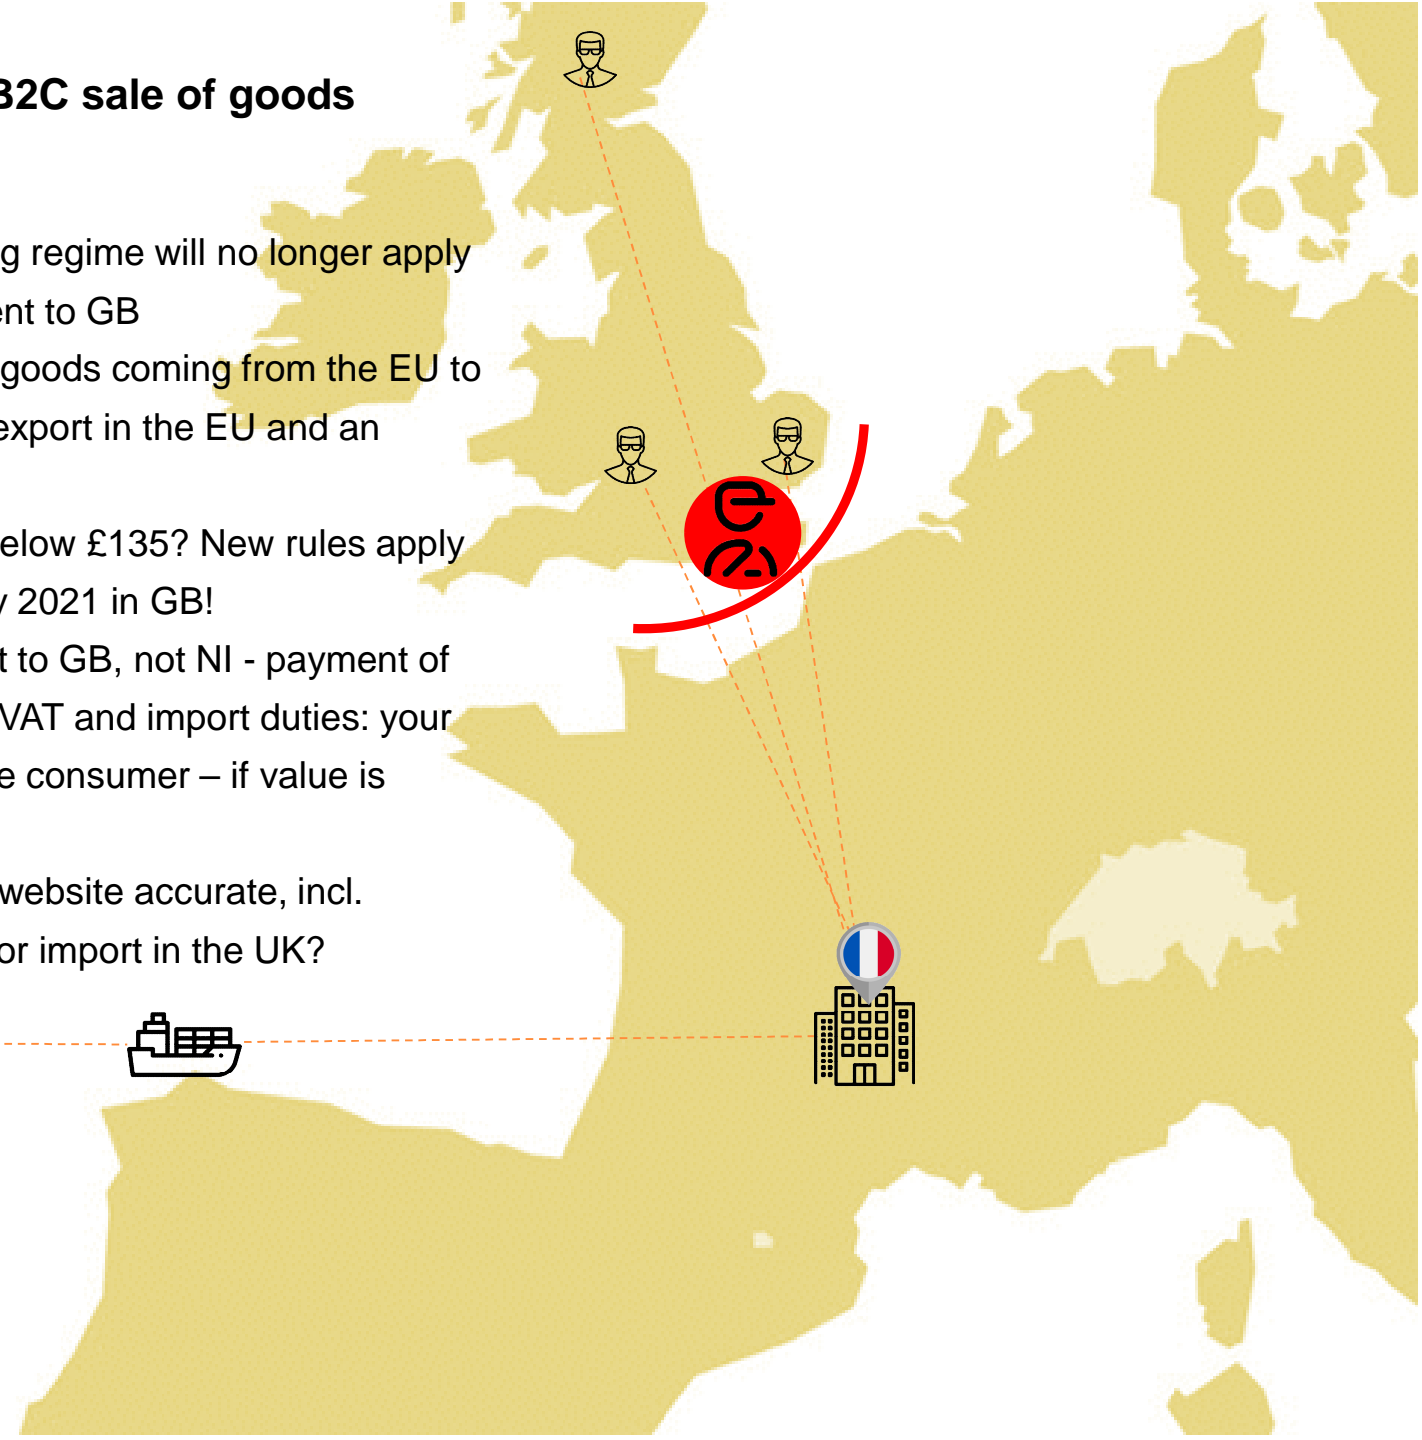 B2C sale of goods
g regime will no longer apply
ent to GB
goods coming from the EU to
export in the EU and an
elow £135? New rules apply
y 2021 in GB!
t to GB, not NI - payment of
VAT and import duties: your
e consumer – if value is
website accurate, incl.
or import in the UK?